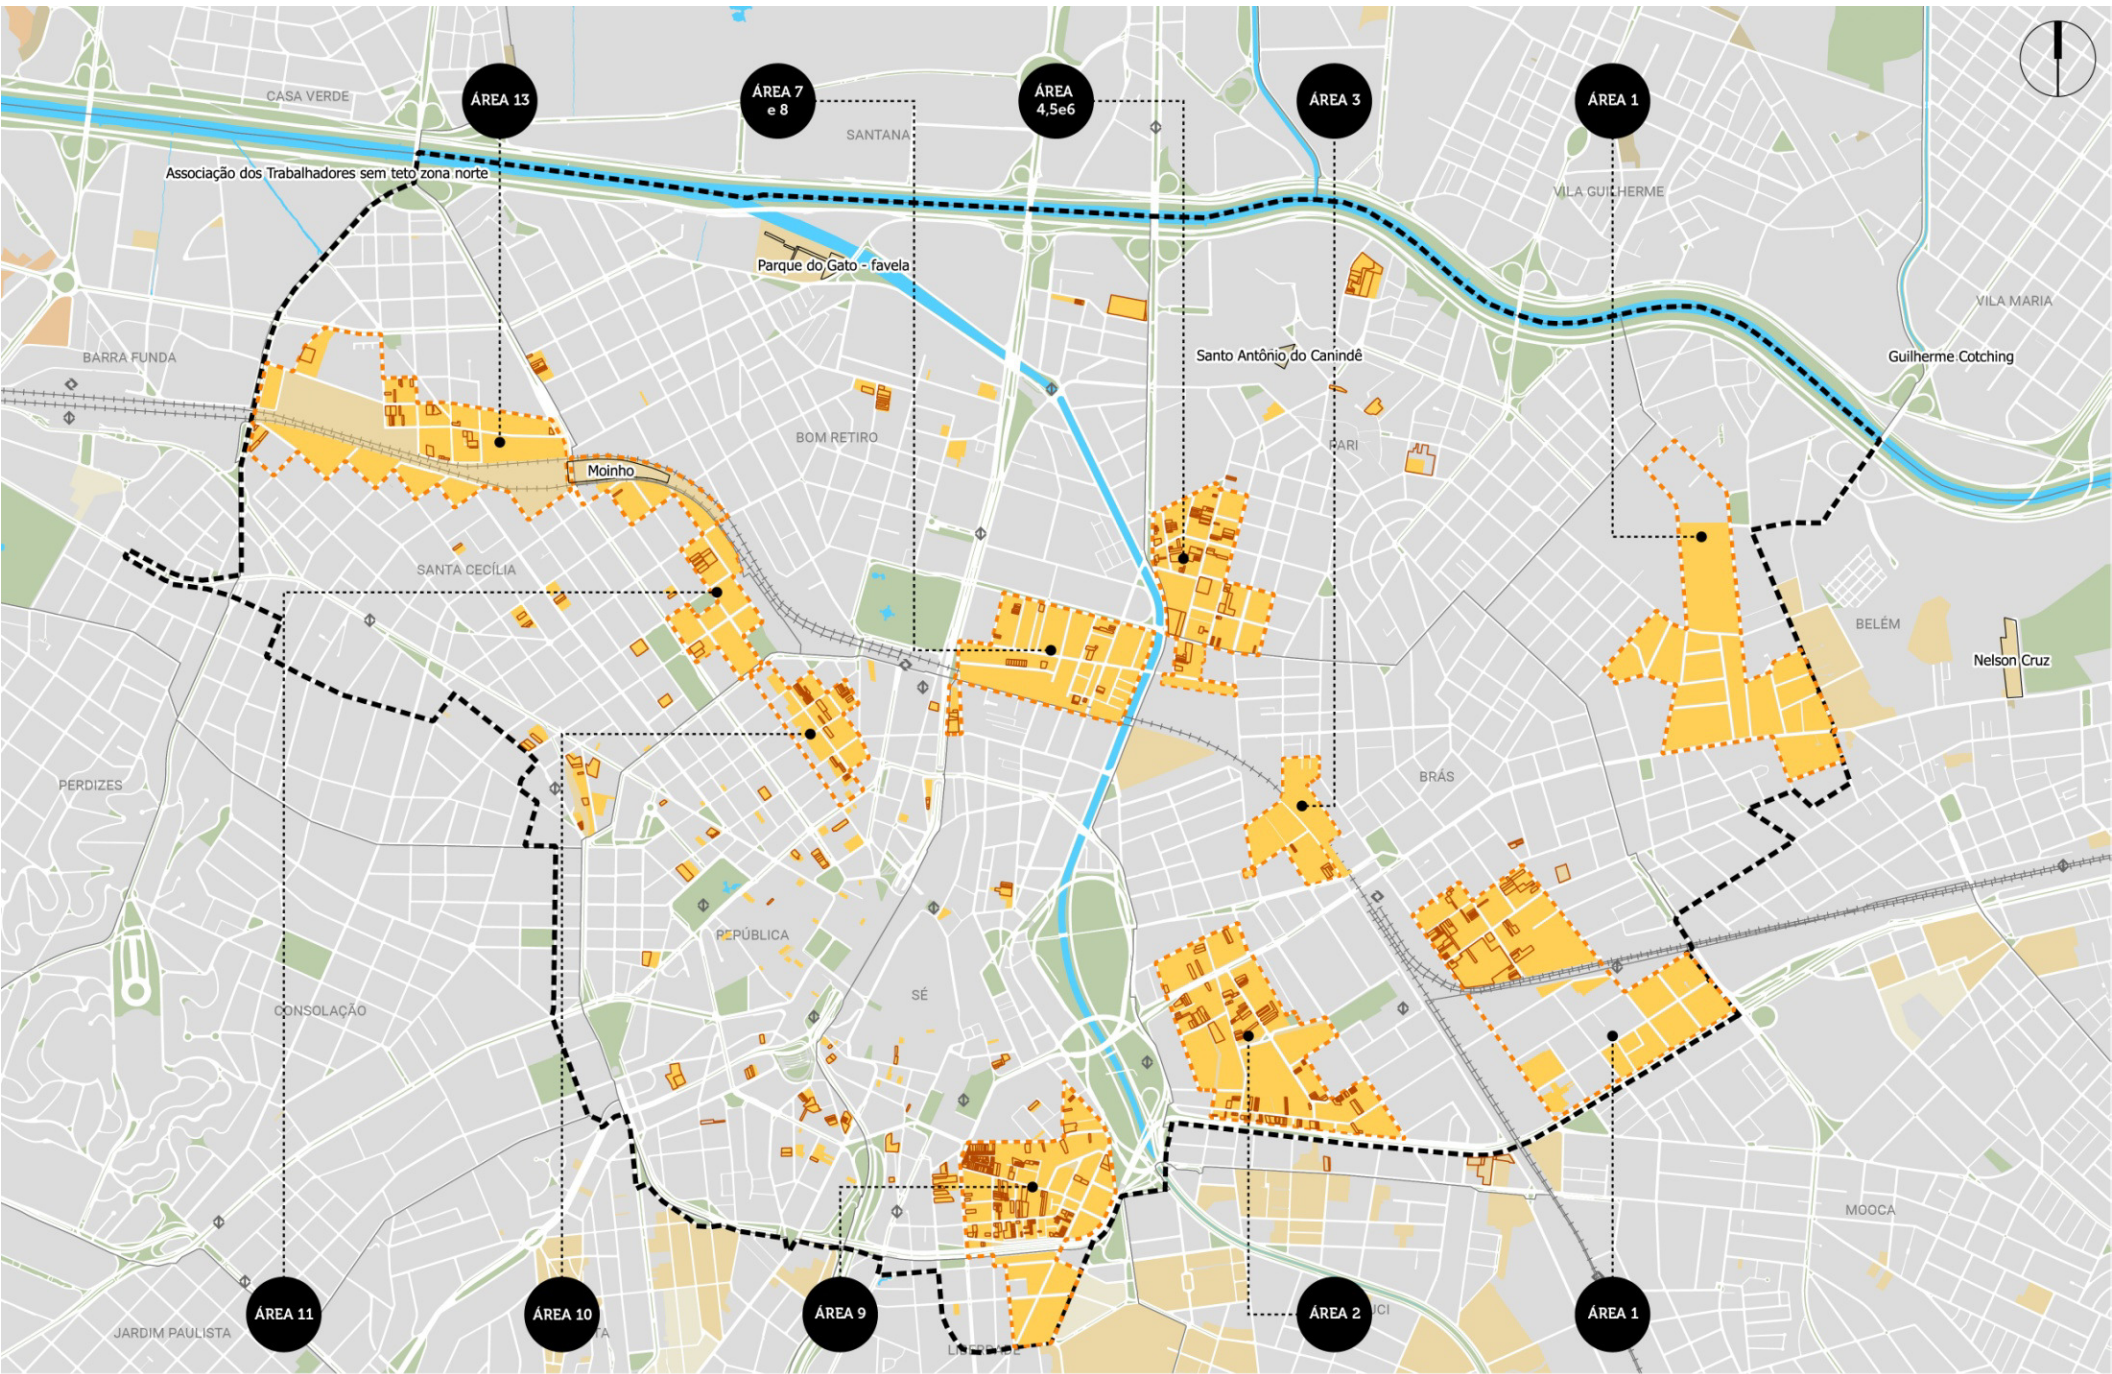 CASA VERDE
ÁREA 13
ÁREA 7
e 8
ÁREA
4,5e6
ÁREA 3
ÁREA 1
SANTANA
Associação dos Trabalhadores sem teto zona norte
VILA GUILHERME
Parque do Gato - favela
VILA MARIA
BARRA FUNDA
Santo Antônio do Canindê
Guilherme Cotching
BOM RETIRO
PARI
Moinho
SANTA CECÍLIA
BELÉM
Nelson Cruz
PERDIZES
BRÁS
REPÚBLICA
SÉ
CONSOLAÇÃO
MOOCA
ÁREA 11
ÁREA 10
ÁREA 9
ÁREA 2
ÁREA 1
UCI
JARDIM PAULISTA
TA
LIBERDADE